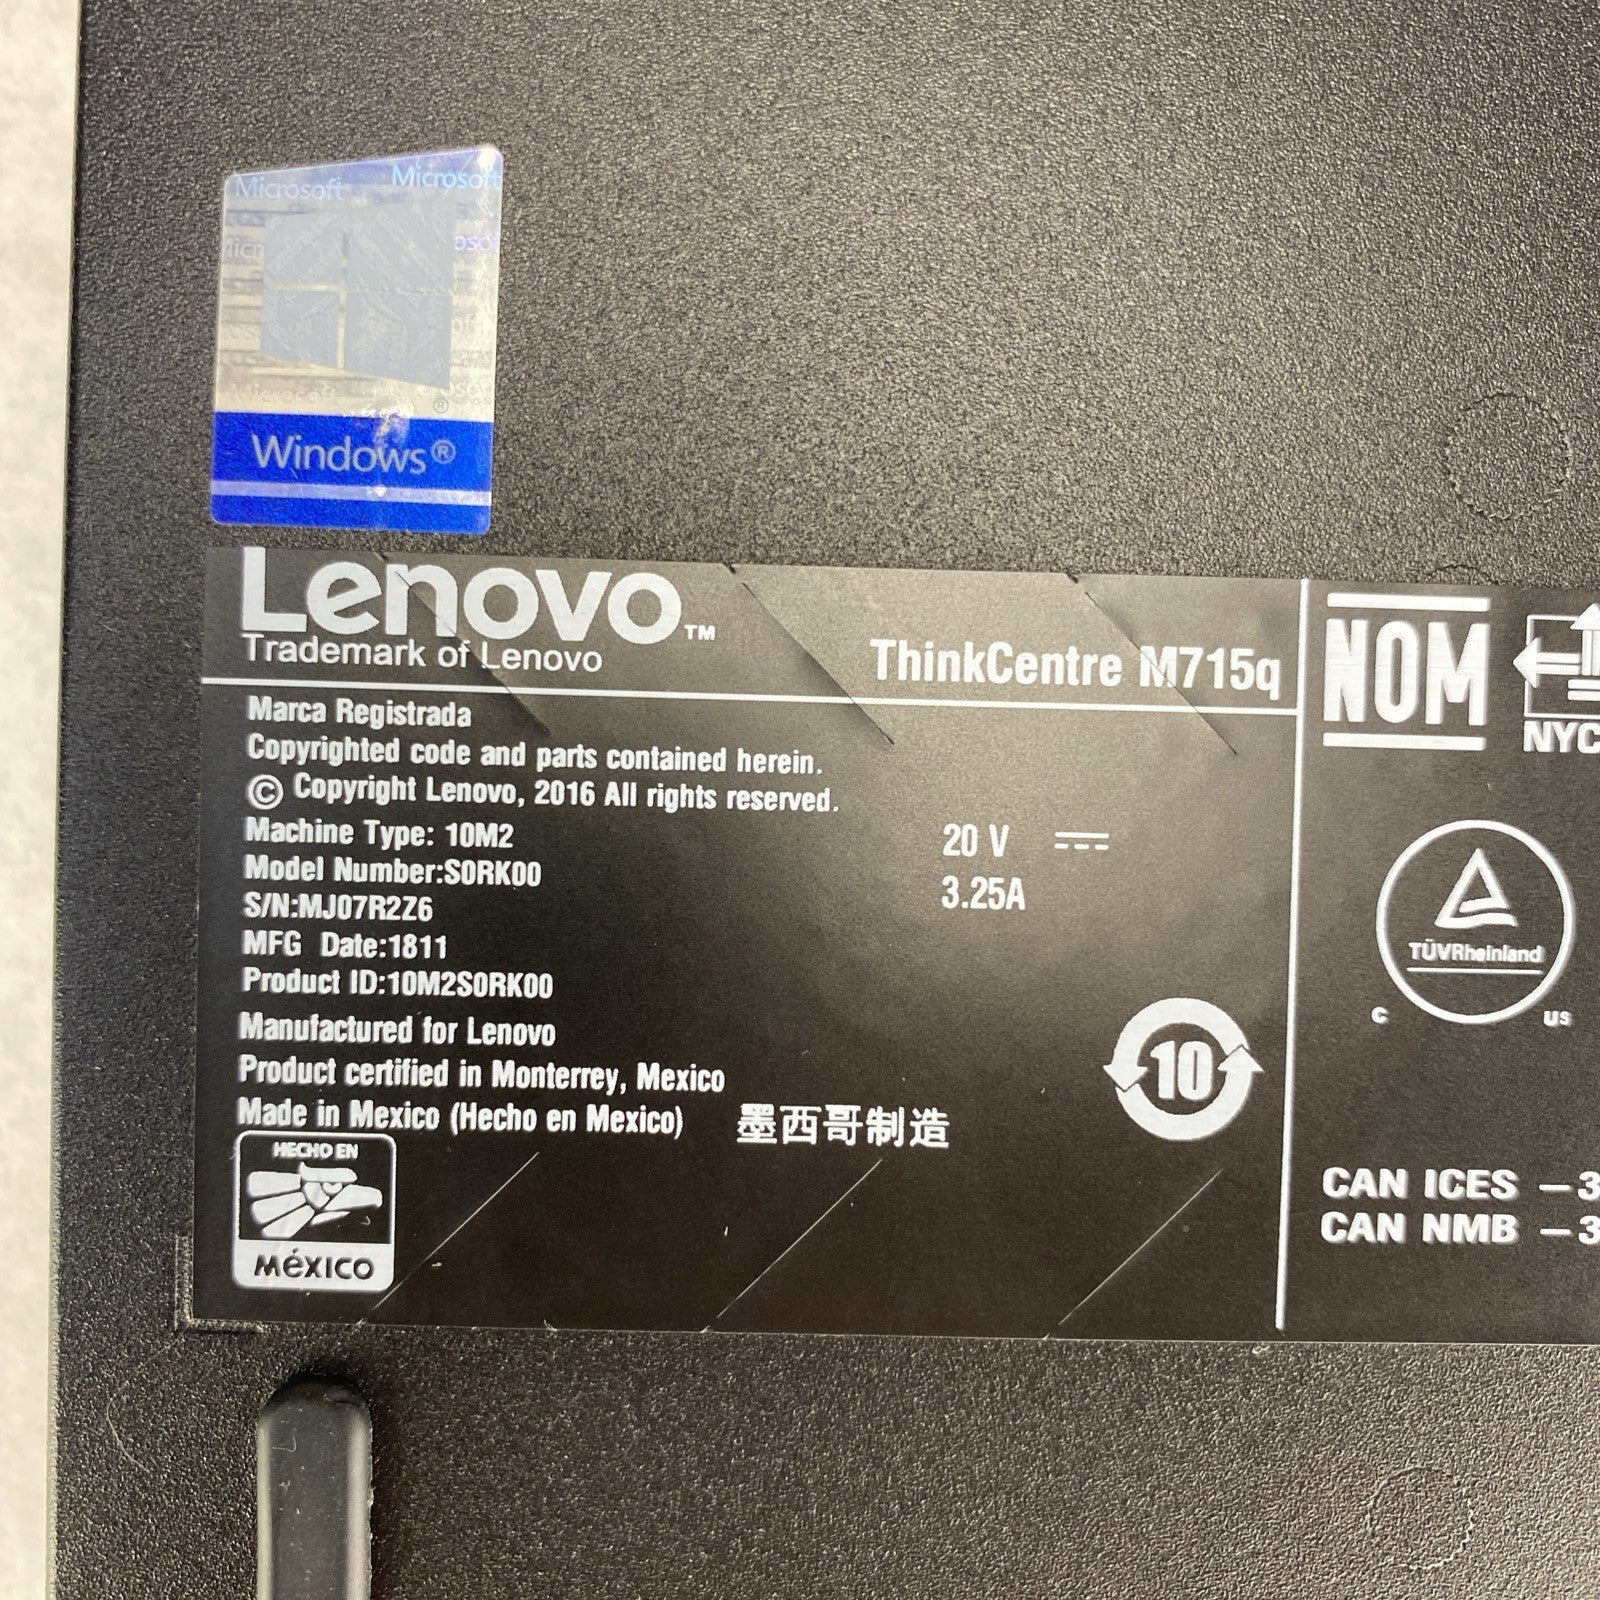 Microsoft Microsoft
Windows®
Lenovo™
Trademark of Lenovo
ThinkCentre M715q
Marca Registrada
Copyrighted code and parts contained herein.
© Copyright Lenovo, 2016 All rights reserved.
Machine Type: 10M2
Model Number:S0RK00
S/N:MJ07R2Z6
MFG Date:1811
Product ID:10M2S0RK00
20 V
3.25A
Manufactured for Lenovo
Product certified in Monterrey, Mexico
Made in Mexico (Hecho en Mexico) 墨西哥制造
HECHO EN
MéXICO
10
NOM
NYC
TÜVRheinland
C US
CAN ICES –3
CAN NMB –3